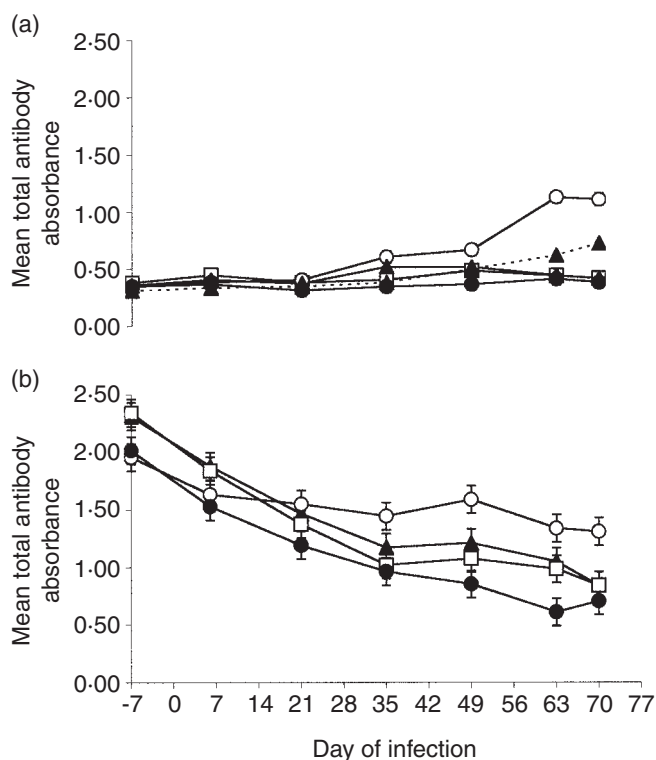 (a)
2·50
2·00
1·50
1·00
0·50
0·00
Mean total antibody
absorbance
(b)
2·50
2·00
1·50
1·00
0·50
0·00
Mean total antibody
absorbance
-7 0 7 14 21 28 35 42 49 56 63 70 77
Day of infection